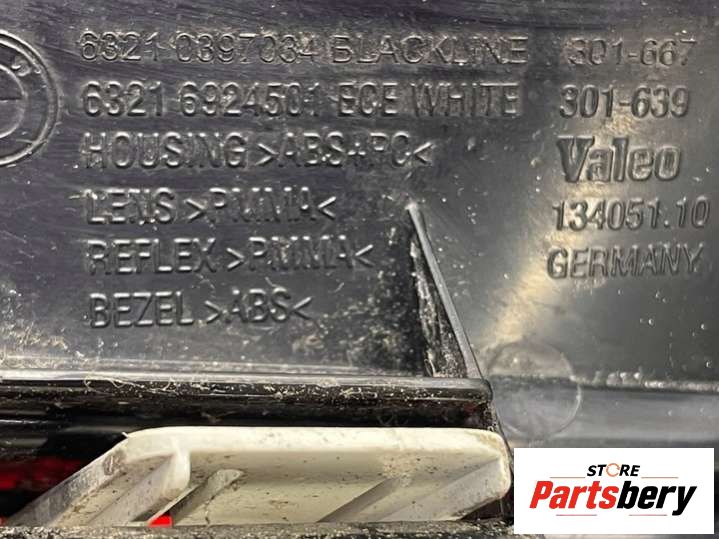 6321 0397034 BLACKLINE 301-667
6321 6924501 ECE WHITE 301-639
HOUSING >ABS+PC< Valeo
LENS >PMMA< 134051.10
REFLEX >PMMA< GERMANY
BEZEL >ABS<
STORE
Partsbery